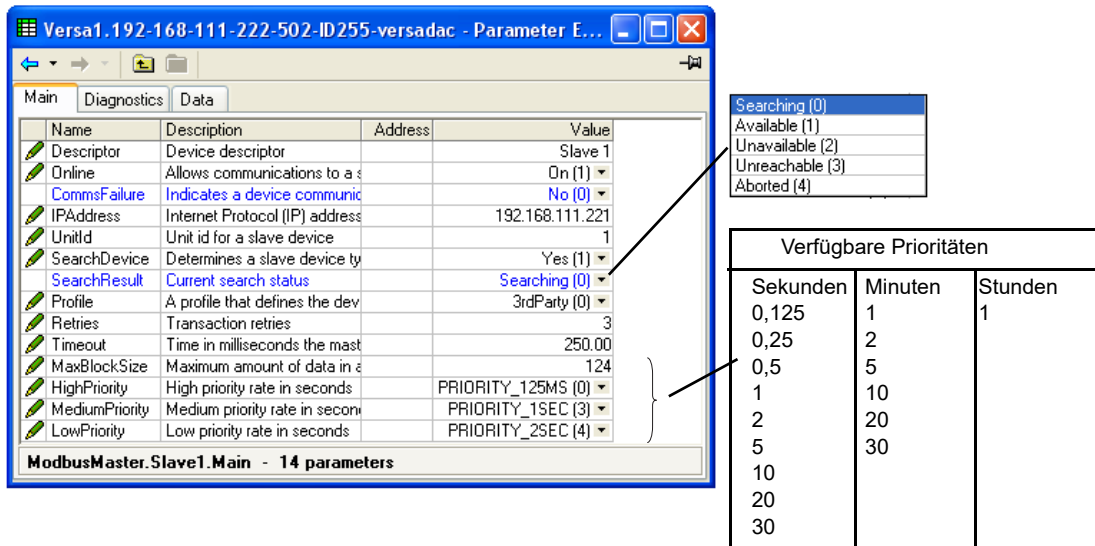 Versa1.192-168-111-222-502-ID255-versadac - Parameter E...
Main Diagnostics Data
Name Description Address Value
Descriptor Device descriptor Slave 1
Online Allows communications to a s On (1)
CommsFailure Indicates a device communic No (0)
IPAddress Internet Protocol (IP) address 192.168.111.221
UnitId Unit id for a slave device 1
SearchDevice Determines a slave device ty Yes (1)
SearchResult Current search status Searching (0)
Profile A profile that defines the dev 3rdParty (0)
Retries Transaction retries 3
Timeout Time in milliseconds the mast 250.00
MaxBlockSize Maximum amount of data in a 124
HighPriority High priority rate in seconds PRIORITY_125MS (0)
MediumPriority Medium priority rate in secon PRIORITY_1SEC (3)
LowPriority Low priority rate in seconds PRIORITY_2SEC (4)
ModbusMaster.Slave1.Main - 14 parameters
Searching (0)
Available (1)
Unavailable (2)
Unreachable (3)
Aborted (4)
Verfügbare Prioritäten
Sekunden Minuten Stunden
0,125 1 1
0,25 2
0,5 5
1 10
2 20
5 30
10
20
30